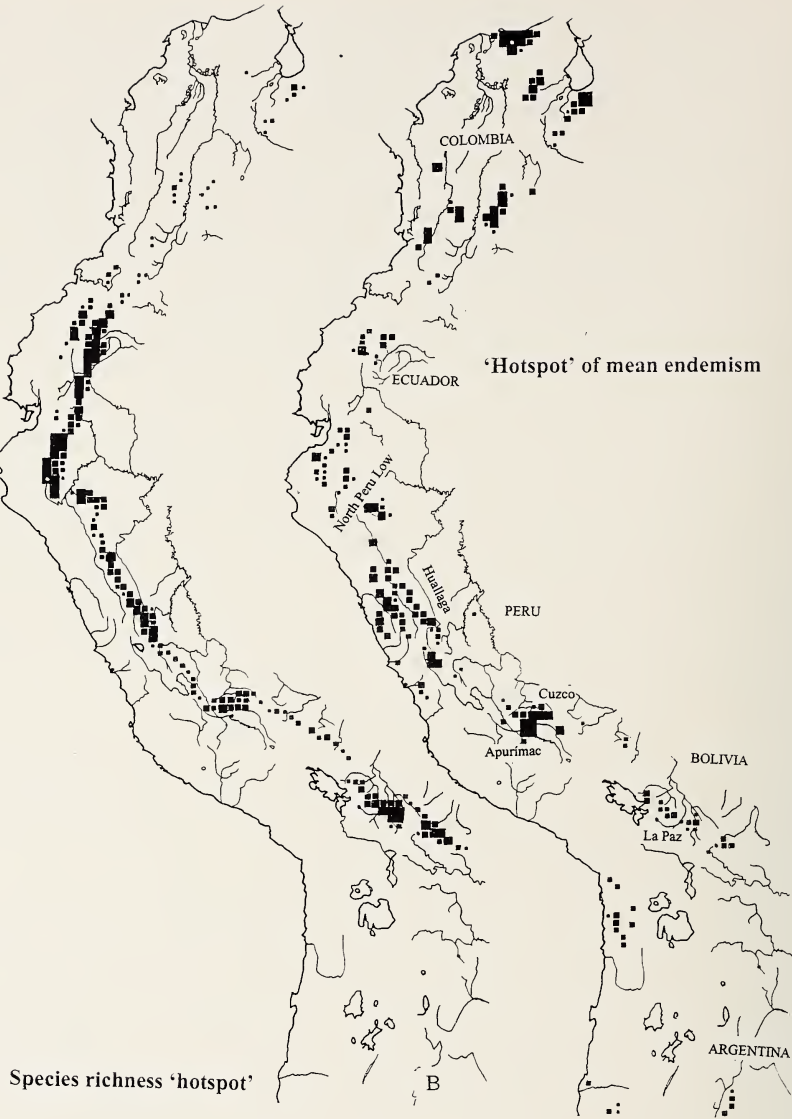 COLOMBIA
'Hotspot' of mean endemism
ECUADOR
North Peru Low
Huallaga
PERU
Cuzco
Apurímac
BOLIVIA
La Paz
ARGENTINA
Species richness 'hotspot'
B